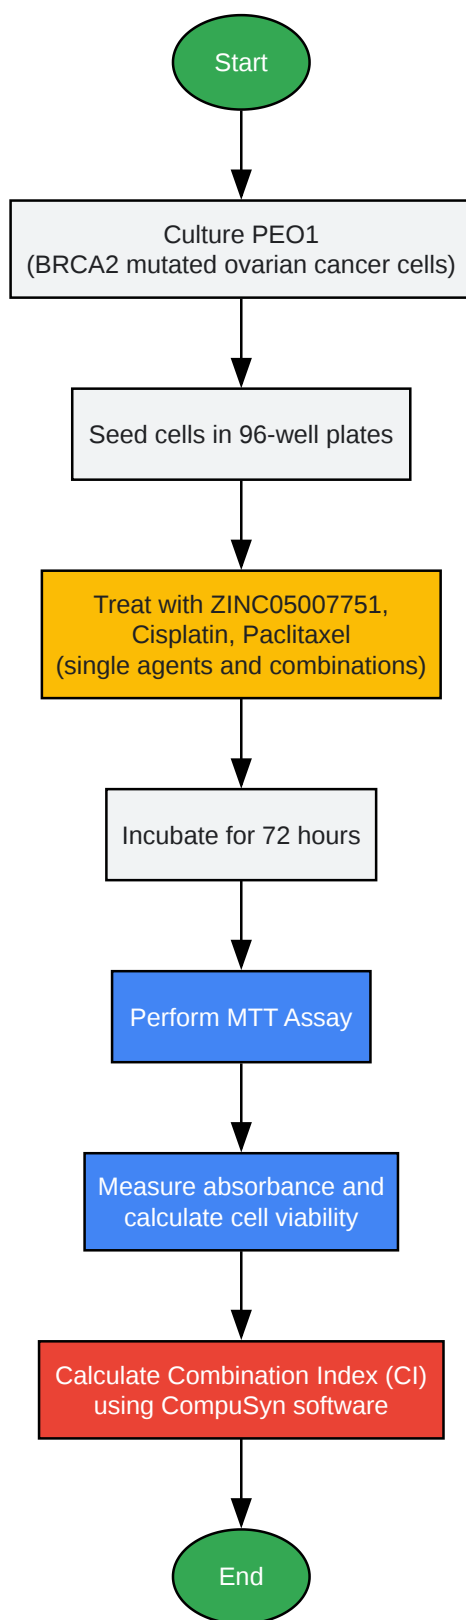 Start
Culture PEO1
(BRCA2 mutated ovarian cancer cells)
Seed cells in 96-well plates
Treat with ZINC05007751,
Cisplatin, Paclitaxel
(single agents and combinations)
Incubate for 72 hours
Perform MTT Assay
Measure absorbance and
calculate cell viability
Calculate Combination Index (CI)
using CompuSyn software
End